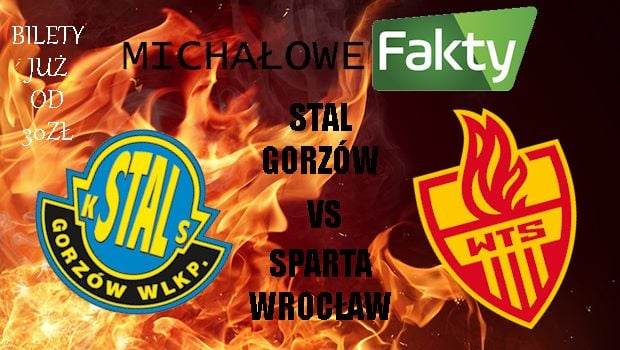 BILETY
JUŻ
OD
30ZŁ
MICHAŁOWE Fakty
STAL
GORZÓW
VS
SPARTA
WROCŁAW
K STAL S
GORZÓW WLKP.
WTS